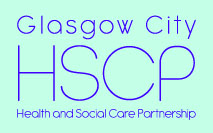 Glasgow City
HSCP
Health and Social Care Partnership